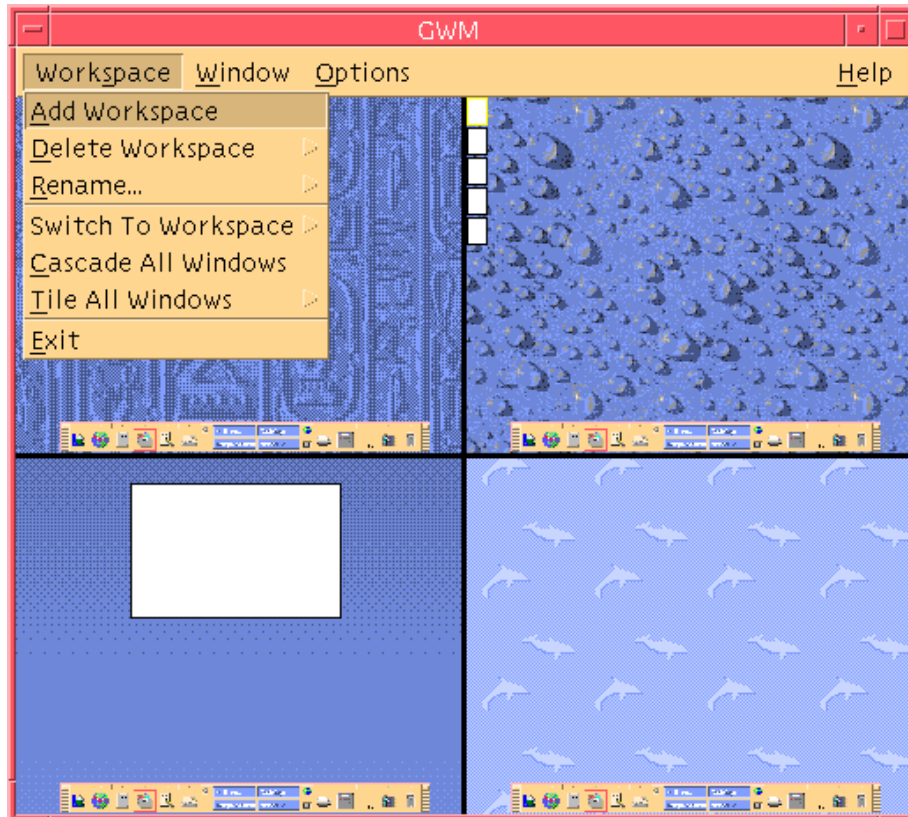 GWM
Workspace Window Options Help
Add Workspace
Delete Workspace
Rename...
Switch To Workspace
Cascade All Windows
Tile All Windows
Exit